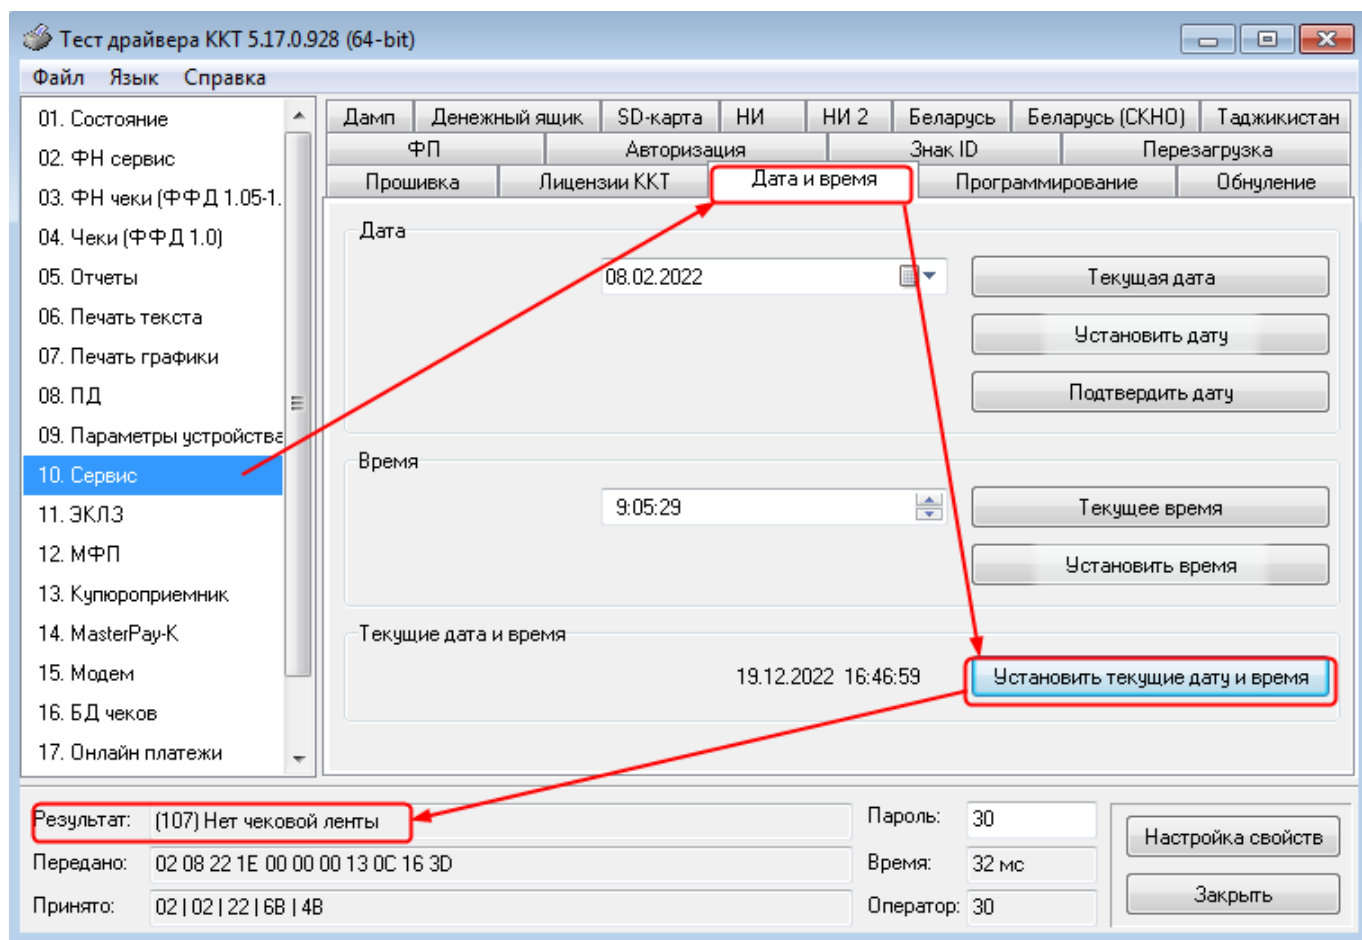 Тест драйвера ККТ 5.17.0.928 (64-bit)
Файл Язык Справка
01. Состояние
02. ФН сервис
03. ФН чеки (ФФД 1.05-1.
04. Чеки (ФФД 1.0)
05. Отчеты
06. Печать текста
07. Печать графики
08. ПД
09. Параметры устройства
10. Сервис
11. ЭКЛЗ
12. МФП
13. Купюроприемник
14. MasterPay-K
15. Модем
16. БД чеков
17. Онлайн платежи
Дамп Денежный ящик SD-карта НИ НИ 2 Беларусь Беларусь (СКНО) Таджикистан
ФП Авторизация Знак ID Перезагрузка
Прошивка Лицензии ККТ Дата и время Программирование Обнуление
Дата
08.02.2022 Текущая дата
Установить дату
Подтвердить дату
Время
9:05:29 Текущее время
Установить время
Текущие дата и время
19.12.2022 16:46:59 Установить текущие дату и время
Результат: (107) Нет чековой ленты
Передано: 02 08 22 1E 00 00 00 13 0C 16 3D
Принято: 02 | 02 | 22 | 6B | 4B
Пароль: 30
Время: 32 мс
Оператор: 30
Настройка свойств
Закрыть